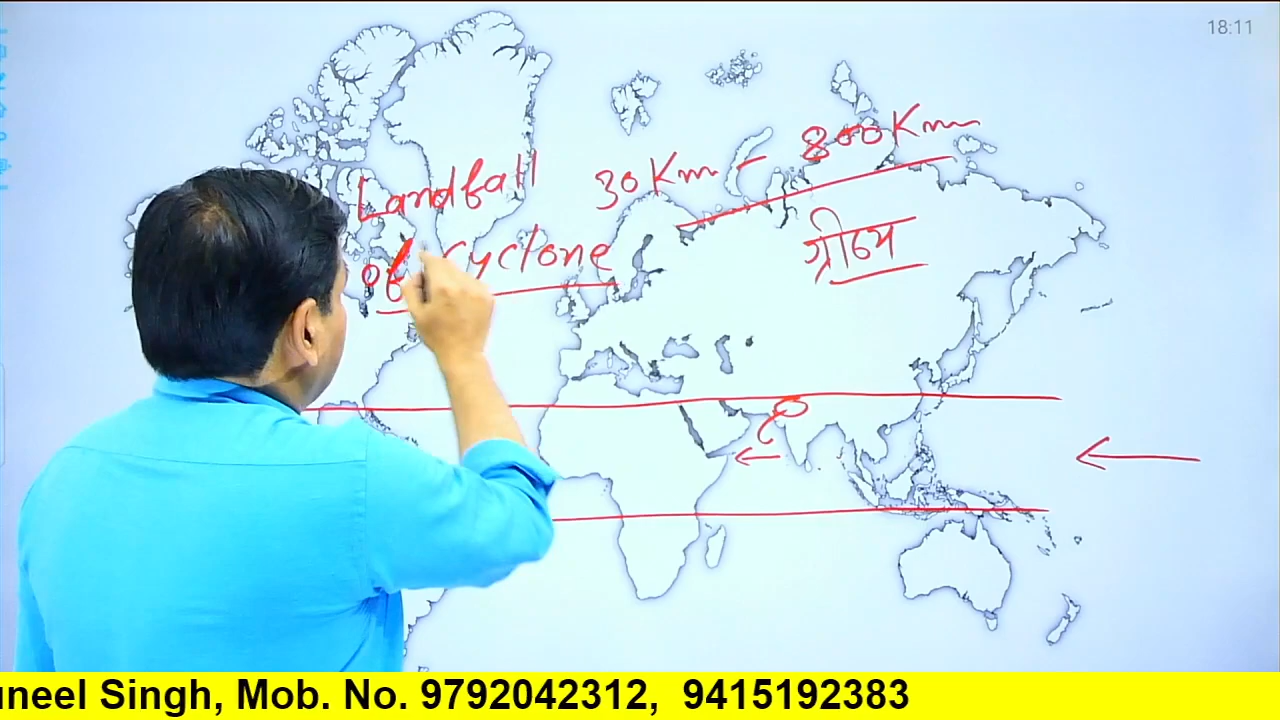 18:11
Landfall
of Cyclone
30 Km - 800 Km
ग्रीष्म
uneel Singh, Mob. No. 9792042312, 9415192383